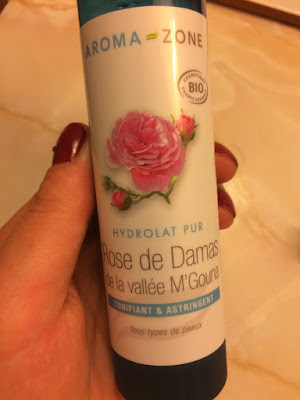 AROMA ZONE
BIO
HYDROLAT PUR
Rose de Damas
de la vallée M'Gouna
TONIFIANT & ASTRINGENT
tous types de peaux